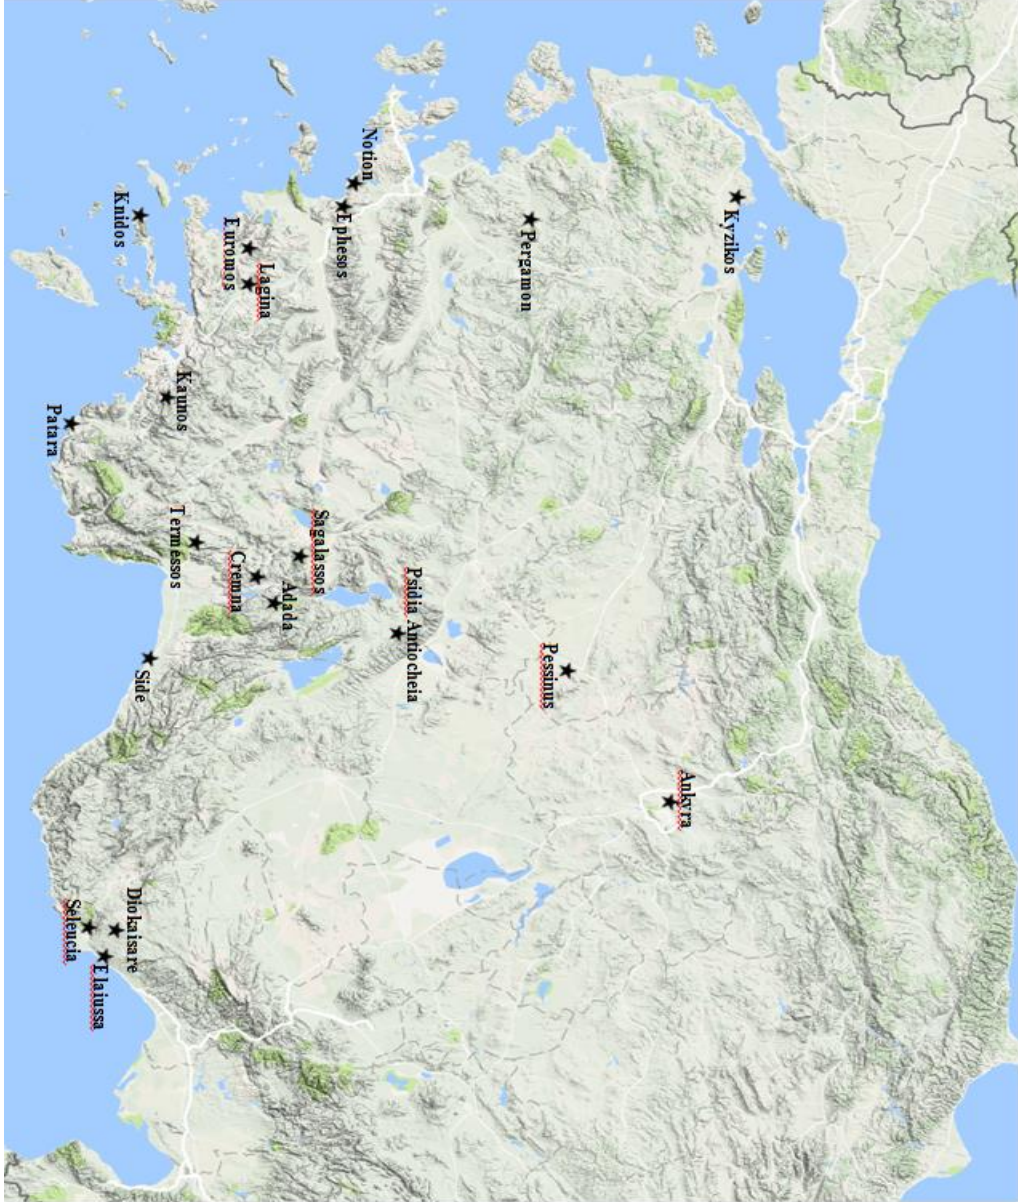 Kyzikos
Ankyra
Pessinus
Pergamon
Psidia Antiocheia
Notion
Ephesos
Sagalassos
Adada
Lagina
Cremna
Euromos
Kaunos
Termessos
Side
Diokaisare
Knidos
Elaiussa
Seleucia
Patara